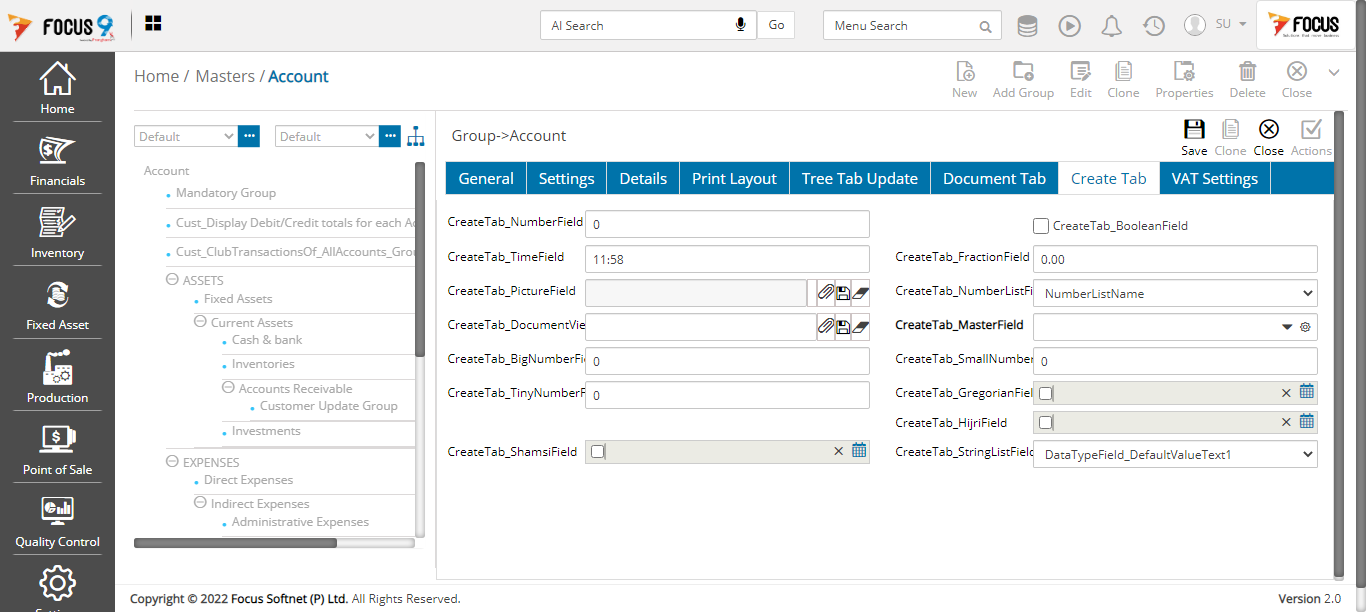 FOCUS 9
AI Search
Go
Menu Search
SU
FOCUS
Home
Financials
Inventory
Fixed Asset
Production
Point of Sale
Quality Control
Home / Masters / Account
New
Add Group
Edit
Clone
Properties
Delete
Close
Default
Default
Account
Mandatory Group
Cust_Display Debit/Credit totals for each Ac
Cust_ClubTransactionsOf_AllAccounts_Grou
ASSETS
Fixed Assets
Current Assets
Cash & bank
Inventories
Accounts Receivable
Customer Update Group
Investments
EXPENSES
Direct Expenses
Indirect Expenses
Administrative Expenses
Group->Account
Save
Clone
Close
Actions
General
Settings
Details
Print Layout
Tree Tab Update
Document Tab
Create Tab
VAT Settings
CreateTab_NumberField 0
CreateTab_BooleanField
CreateTab_TimeField 11:58
CreateTab_FractionField 0.00
CreateTab_PictureField
CreateTab_NumberListFi NumberListName
CreateTab_DocumentVie
CreateTab_MasterField
CreateTab_BigNumberFi 0
CreateTab_SmallNumber 0
CreateTab_TinyNumberF 0
CreateTab_GregorianFiel
CreateTab_HijriField
CreateTab_ShamsiField
CreateTab_StringListField DataTypeField_DefaultValueText1
Copyright © 2022 Focus Softnet (P) Ltd. All Rights Reserved.
Version 2.0